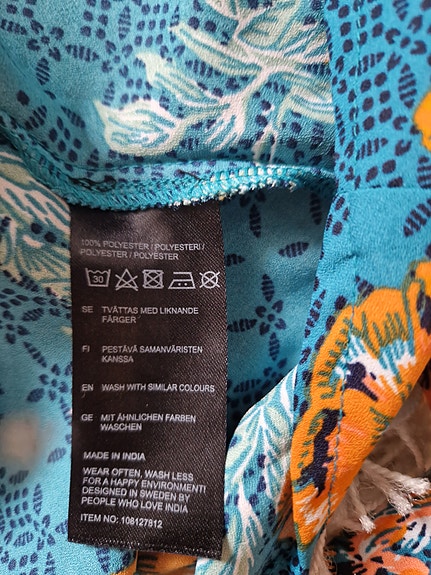 100% POLYESTER / POLYESTERI /
POLYESTER / POLYESTER
30
SE TVÄTTAS MED LIKNANDE
FÄRGER
FI PESTÄVÄ SAMANVÄRISTEN
KANSSA
EN WASH WITH SIMILAR COLOURS
GE MIT ÄHNLICHEN FARBEN
WASCHEN
MADE IN INDIA
WEAR OFTEN, WASH LESS
FOR A HAPPY ENVIRONMENT!
DESIGNED IN SWEDEN BY
PEOPLE WHO LOVE INDIA
ITEM NO: 108127812